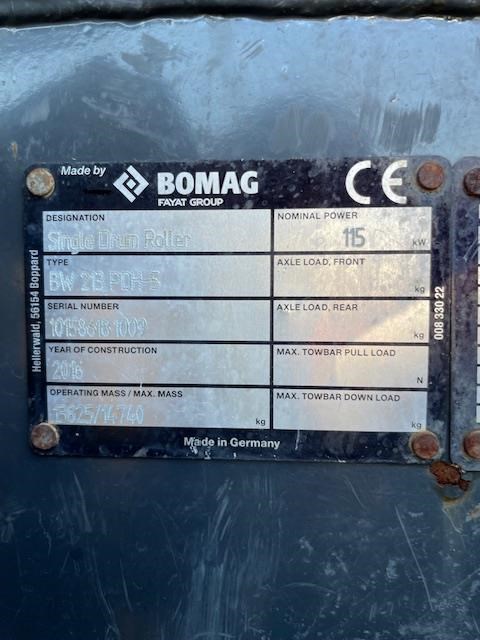 Made by BOMAG CE
FAYAT GROUP
DESIGNATION
Single Drum Roller
NOMINAL POWER
115 kW
TYPE
BW 213 PDH-5
AXLE LOAD, FRONT
kg
SERIAL NUMBER
AXLE LOAD, REAR
kg
YEAR OF CONSTRUCTION
2016
MAX. TOWBAR PULL LOAD
N
OPERATING MASS / MAX. MASS
kg
MAX. TOWBAR DOWN LOAD
kg
Made in Germany
Hellerwald, 56154 Boppard
008 330 22